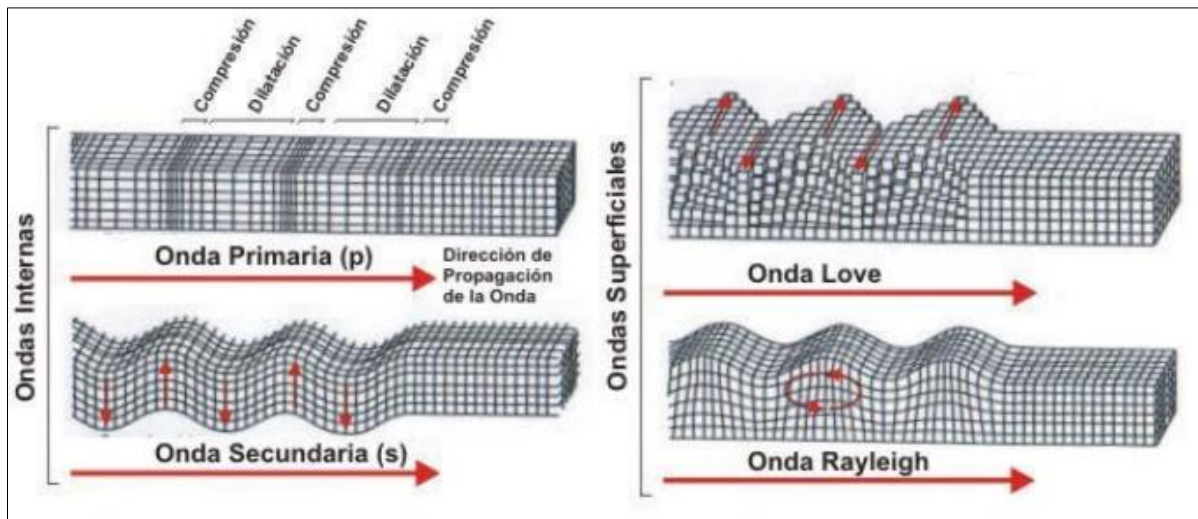 Ondas Internas
Compresión
Dilatación
Compresión
Dilatación
Compresión
Onda Primaria (p)
Dirección de
Propagación
de la Onda
Onda Secundaria (s)
Ondas Superficiales
Onda Love
Onda Rayleigh